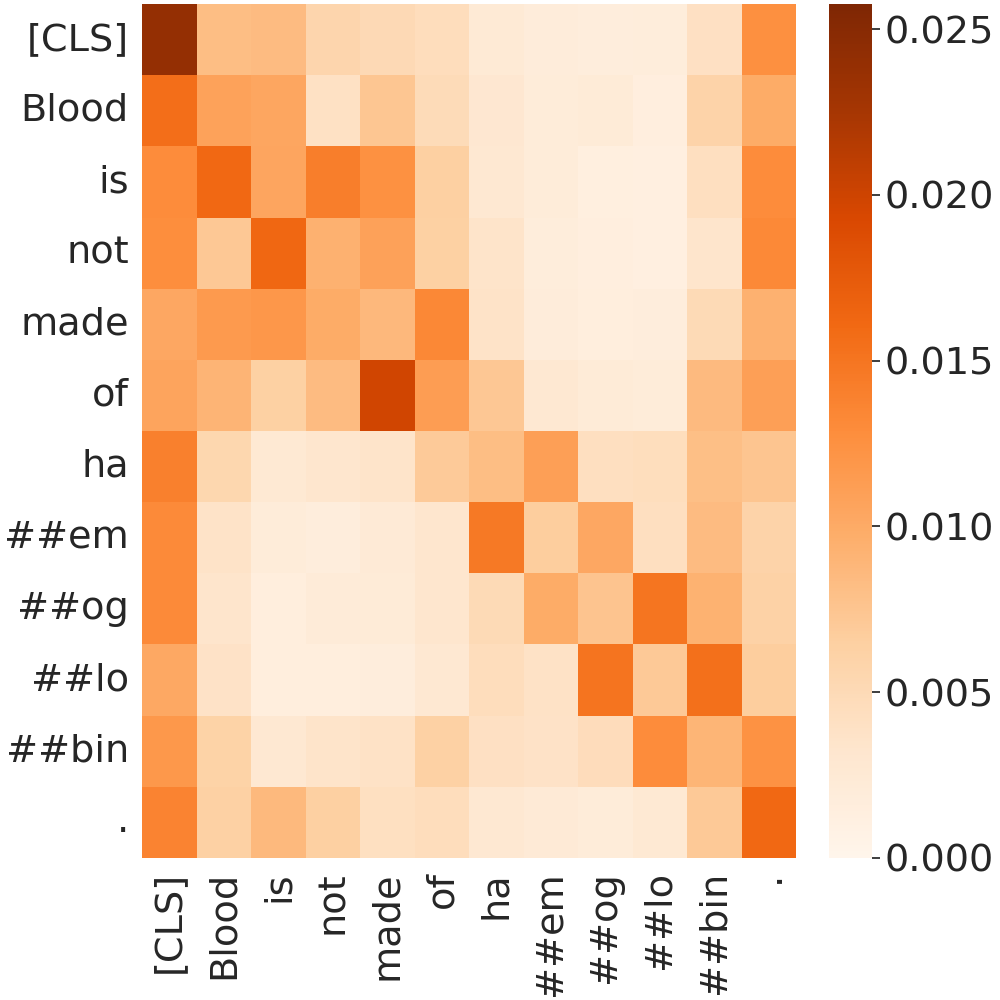 [CLS]
Blood
is
not
made
of
ha
##em
##og
##lo
##bin
.
[CLS]
Blood
is
not
made
of
ha
##em
##og
##lo
##bin
.
0.025
0.020
0.015
0.010
0.005
0.000